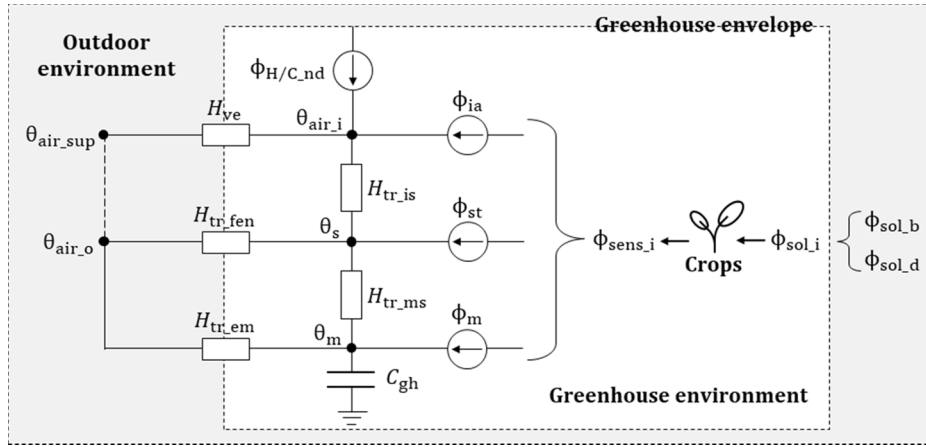 Outdoor
environment
Greenhouse envelope
ϕH/C_nd
Hve
θair_sup
θair_i
ϕia
Htr_is
Htr_fen
θair_o
θs
ϕst
ϕsens_i
Crops
ϕsol_i
ϕsol_b
ϕsol_d
Htr_ms
Htr_em
θm
ϕm
Cgh
Greenhouse environment